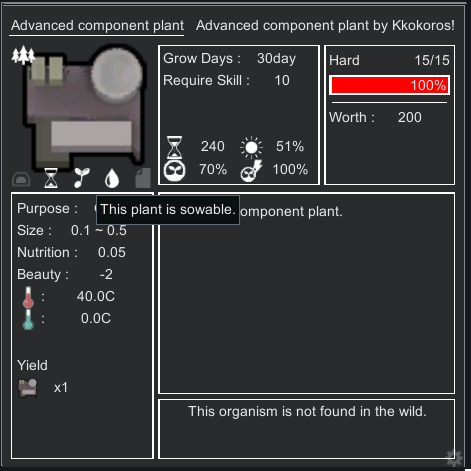 Advanced component plant Advanced component plant by Kkokoros!
Grow Days : 30day
Require Skill : 10
240 51%
70% 100%
Hard 15/15
100%
Worth : 200
Purpose :
This plant is sowable.
omponent plant.
Size : 0.1 ~ 0.5
Nutrition : 0.05
Beauty : -2
: 40.0C
: 0.0C
Yield
x1
This organism is not found in the wild.